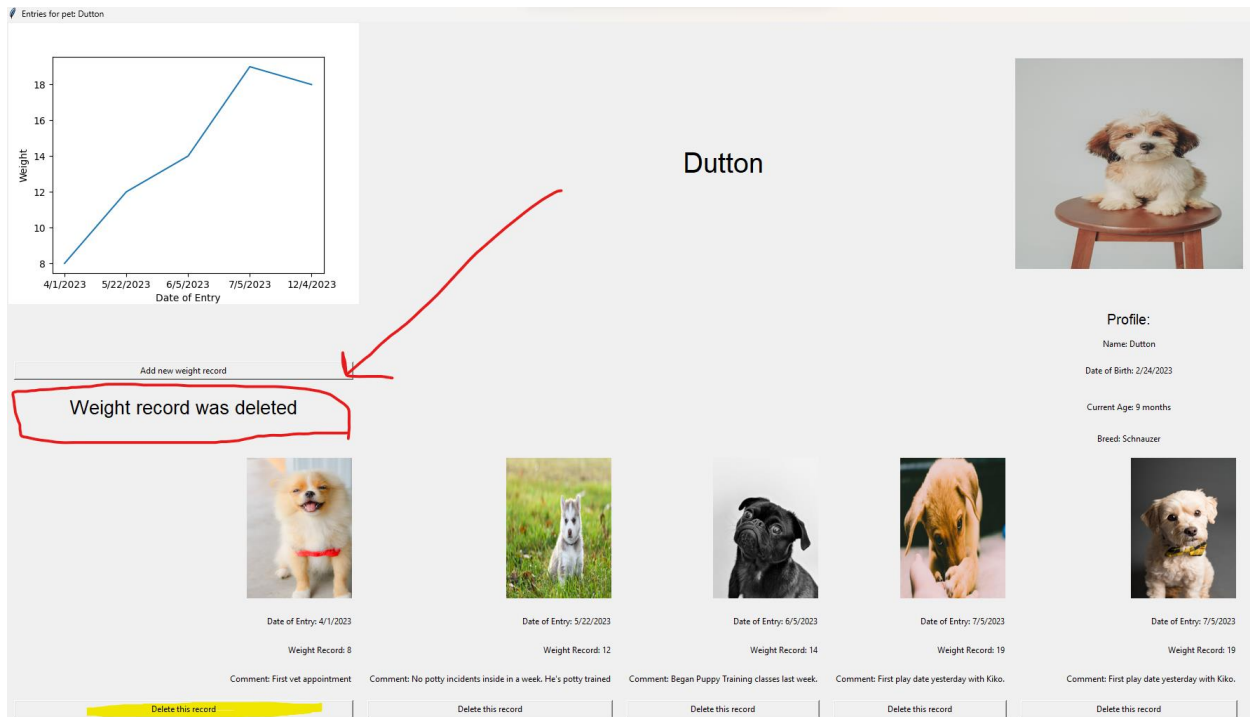 Entries for pet: Dutton
18
16
14
12
10
8
Weight
4/1/2023 5/22/2023 6/5/2023 7/5/2023 12/4/2023
Date of Entry
Dutton
Profile:
Name: Dutton
Date of Birth: 2/24/2023
Current Age: 9 months
Breed: Schnauzer
Add new weight record
Weight record was deleted
Date of Entry: 4/1/2023 Date of Entry: 5/22/2023 Date of Entry: 6/5/2023 Date of Entry: 7/5/2023 Date of Entry: 7/5/2023
Weight Record: 8 Weight Record: 12 Weight Record: 14 Weight Record: 19 Weight Record: 19
Comment: First vet appointment Comment: No potty incidents inside in a week. He's potty trained Comment: Began Puppy Training classes last week. Comment: First play date yesterday with Kiko. Comment: First play date yesterday with Kiko.
Delete this record Delete this record Delete this record Delete this record Delete this record